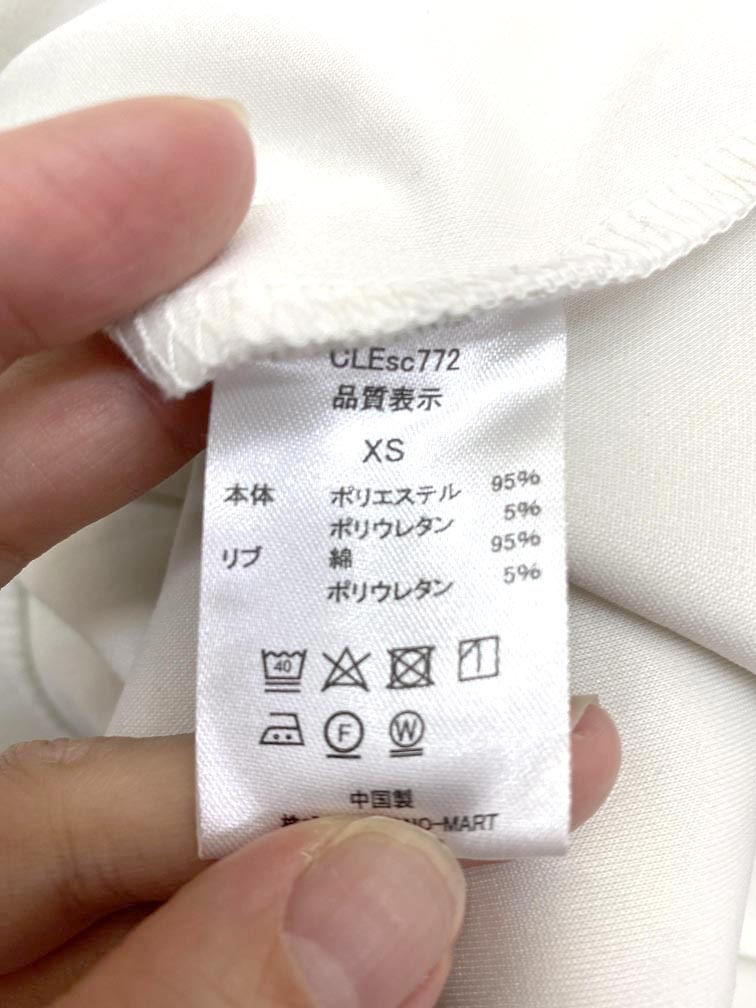 CLEsc772
品質表示
XS
本体 ポリエステル 95%
ポリウレタン 5%
リブ 綿 95%
ポリウレタン 5%
40
F W
中国製
NO-MART